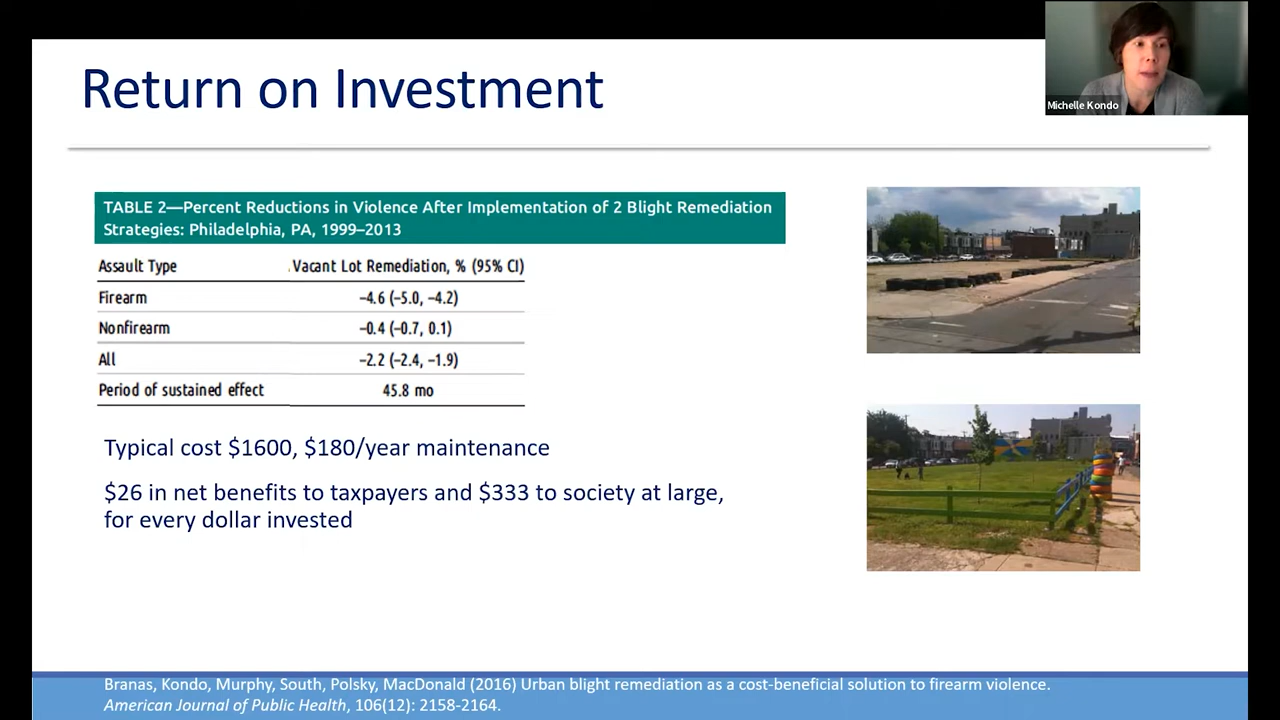 Return on Investment
Michelle Kondo
TABLE 2—Percent Reductions in Violence After Implementation of 2 Blight Remediation
Strategies: Philadelphia, PA, 1999–2013
Assault Type Vacant Lot Remediation, % (95% CI)
Firearm –4.6 (–5.0, –4.2)
Nonfirearm –0.4 (–0.7, 0.1)
All –2.2 (–2.4, –1.9)
Period of sustained effect 45.8 mo
Typical cost $1600, $180/year maintenance
$26 in net benefits to taxpayers and $333 to society at large,
for every dollar invested
Branas, Kondo, Murphy, South, Polsky, MacDonald (2016) Urban blight remediation as a cost-beneficial solution to firearm violence.
American Journal of Public Health, 106(12): 2158-2164.